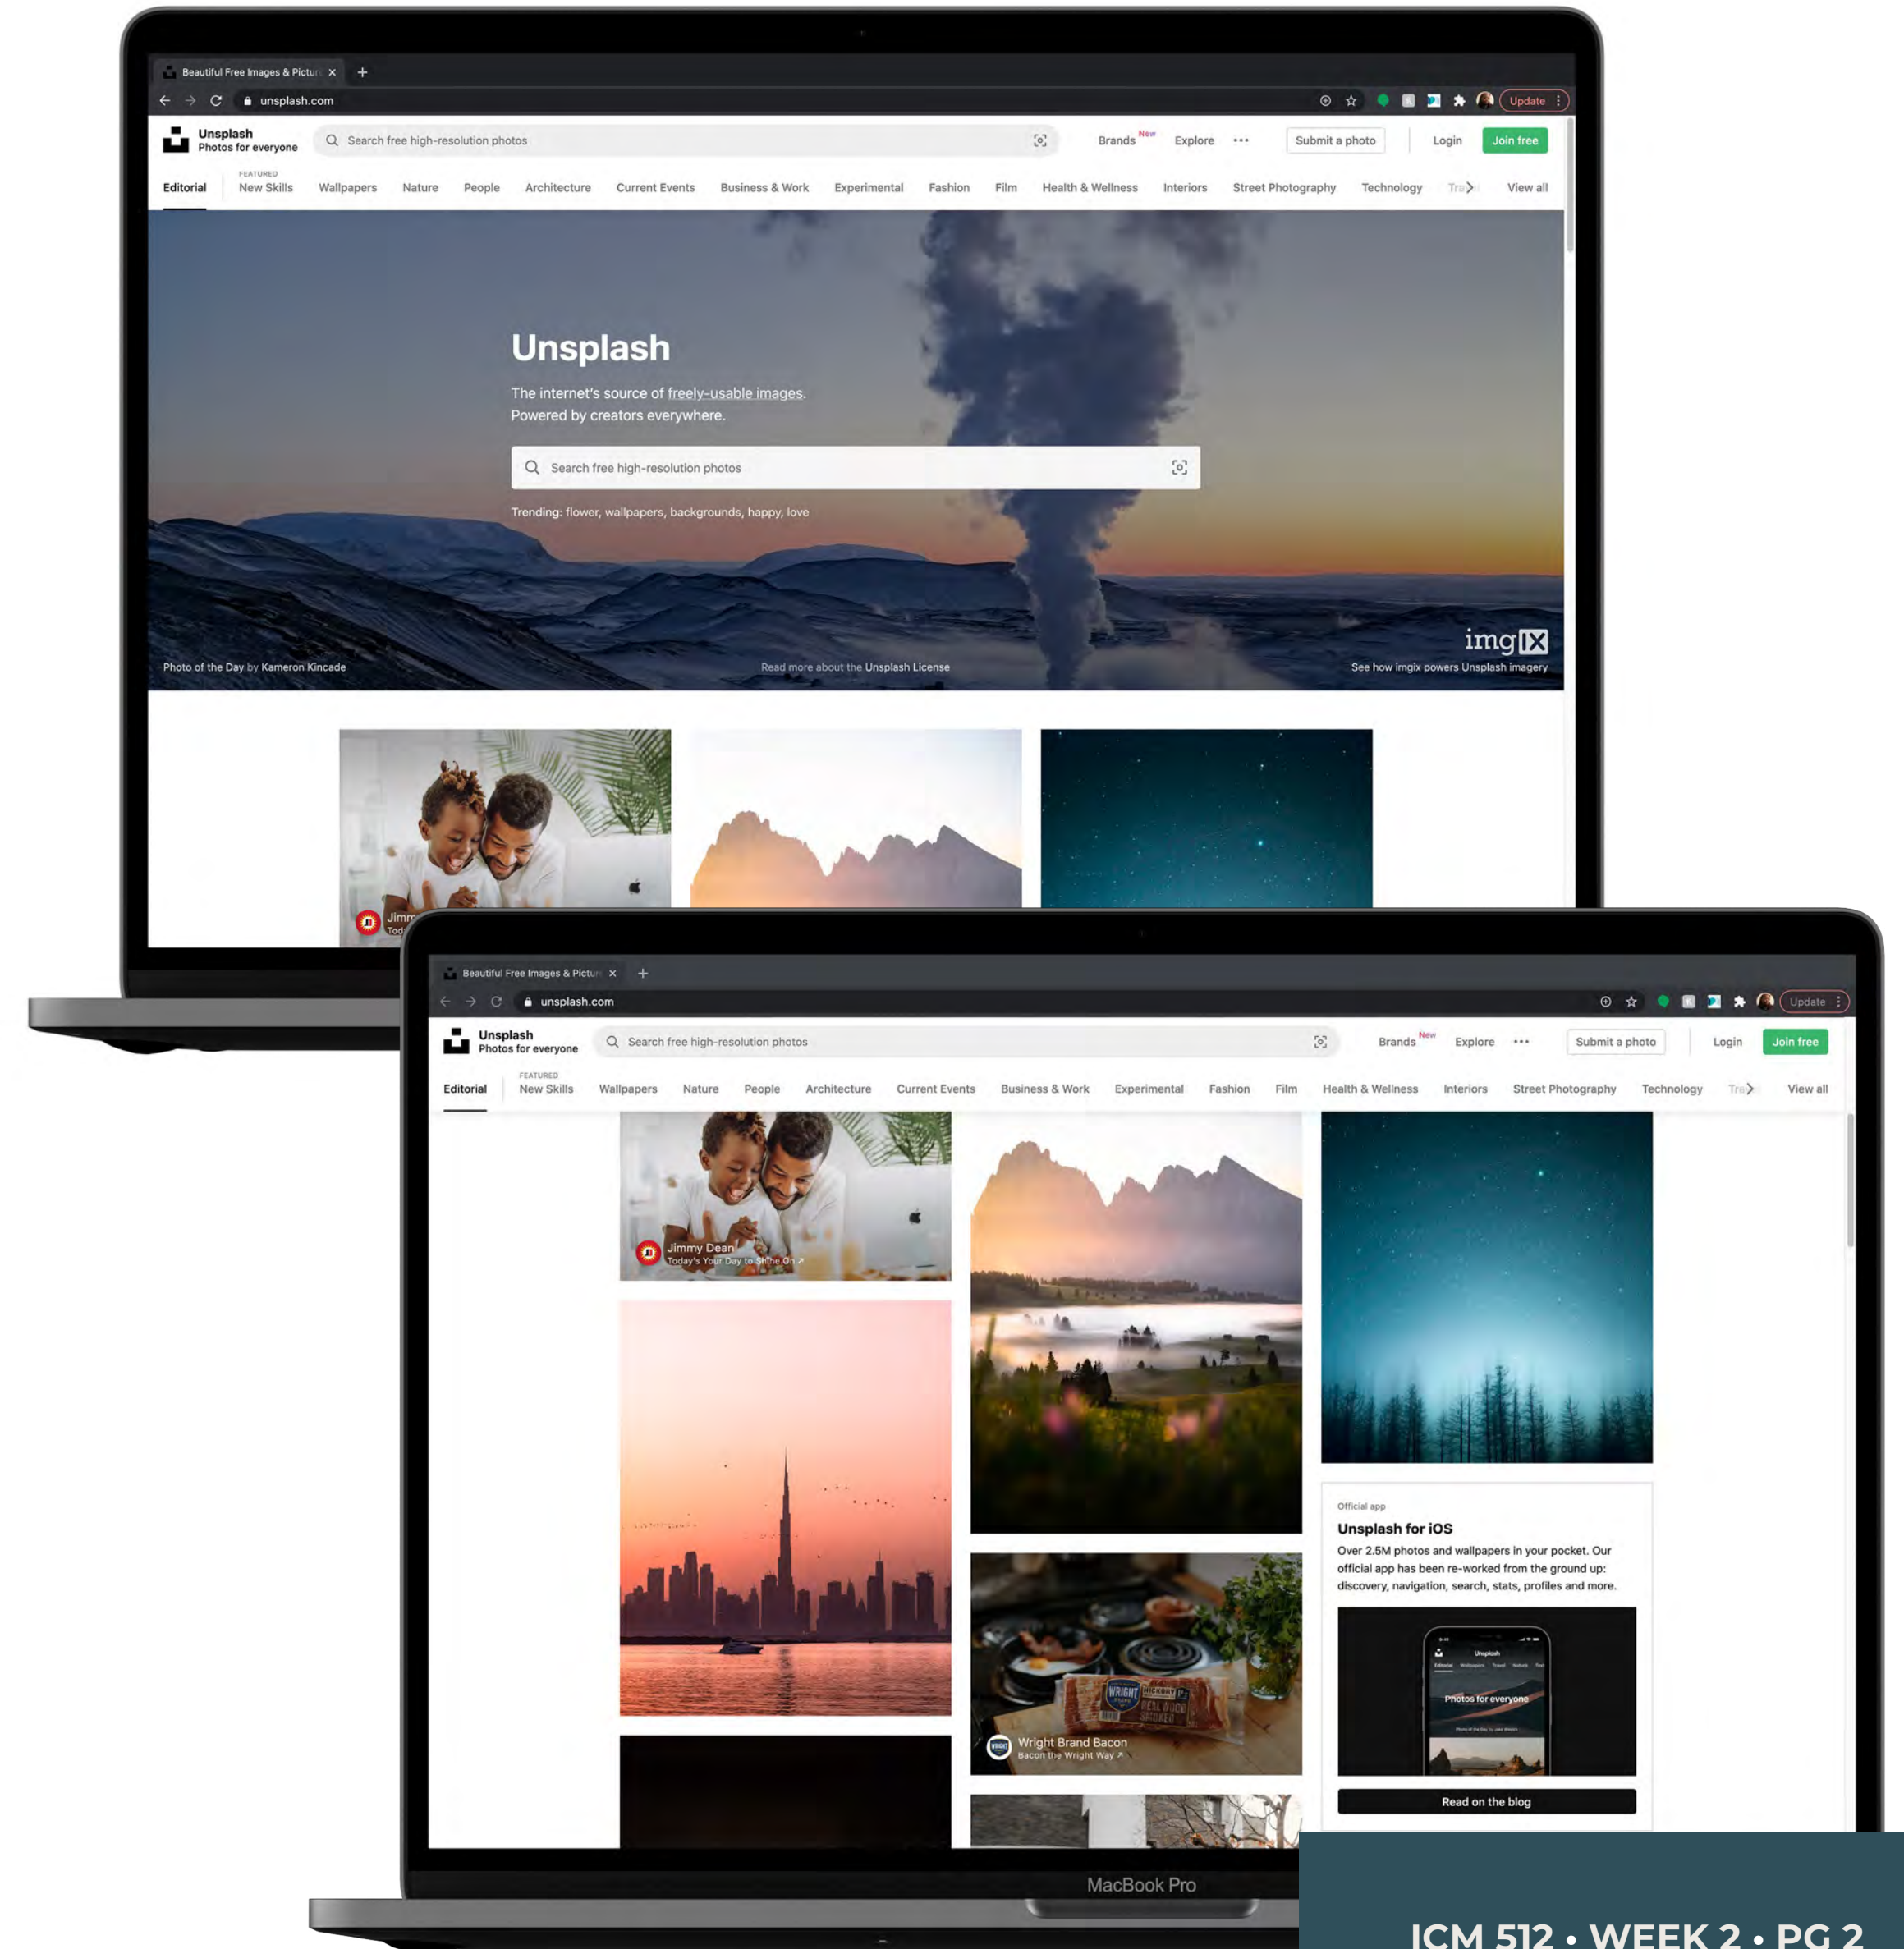 Beautiful Free Images & Pictur
unsplash.com
Update
Unsplash
Photos for everyone
Search free high-resolution photos
Brands New
Explore
Submit a photo
Login
Join free
Editorial
FEATURED
New Skills
Wallpapers
Nature
People
Architecture
Current Events
Business & Work
Experimental
Fashion
Film
Health & Wellness
Interiors
Street Photography
Technology
View all
Unsplash
The internet's source of freely-usable images.
Powered by creators everywhere.
Search free high-resolution photos
Trending: flower, wallpapers, backgrounds, happy, love
imgIX
Photo of the Day by Kameron Kincade
Read more about the Unsplash License
See how imgix powers Unsplash imagery
Jimm
Tod
Beautiful Free Images & Pictur
unsplash.com
Update
Unsplash
Photos for everyone
Search free high-resolution photos
Brands New
Explore
Submit a photo
Login
Join free
Editorial
FEATURED
New Skills
Wallpapers
Nature
People
Architecture
Current Events
Business & Work
Experimental
Fashion
Film
Health & Wellness
Interiors
Street Photography
Technology
View all
Jimmy Dean
Today's Your Day to Shine On
Official app
Unsplash for iOS
Over 2.5M photos and wallpapers in your pocket. Our
official app has been re-worked from the ground up:
discovery, navigation, search, stats, profiles and more.
Unsplash
Photos for everyone
WRIGHT
HICKORY
REAL WOOD
SMOKED
Wright Brand Bacon
Bacon the Wright Way
Read on the blog
MacBook Pro
ICM 512 • WEEK 2 • PG 2